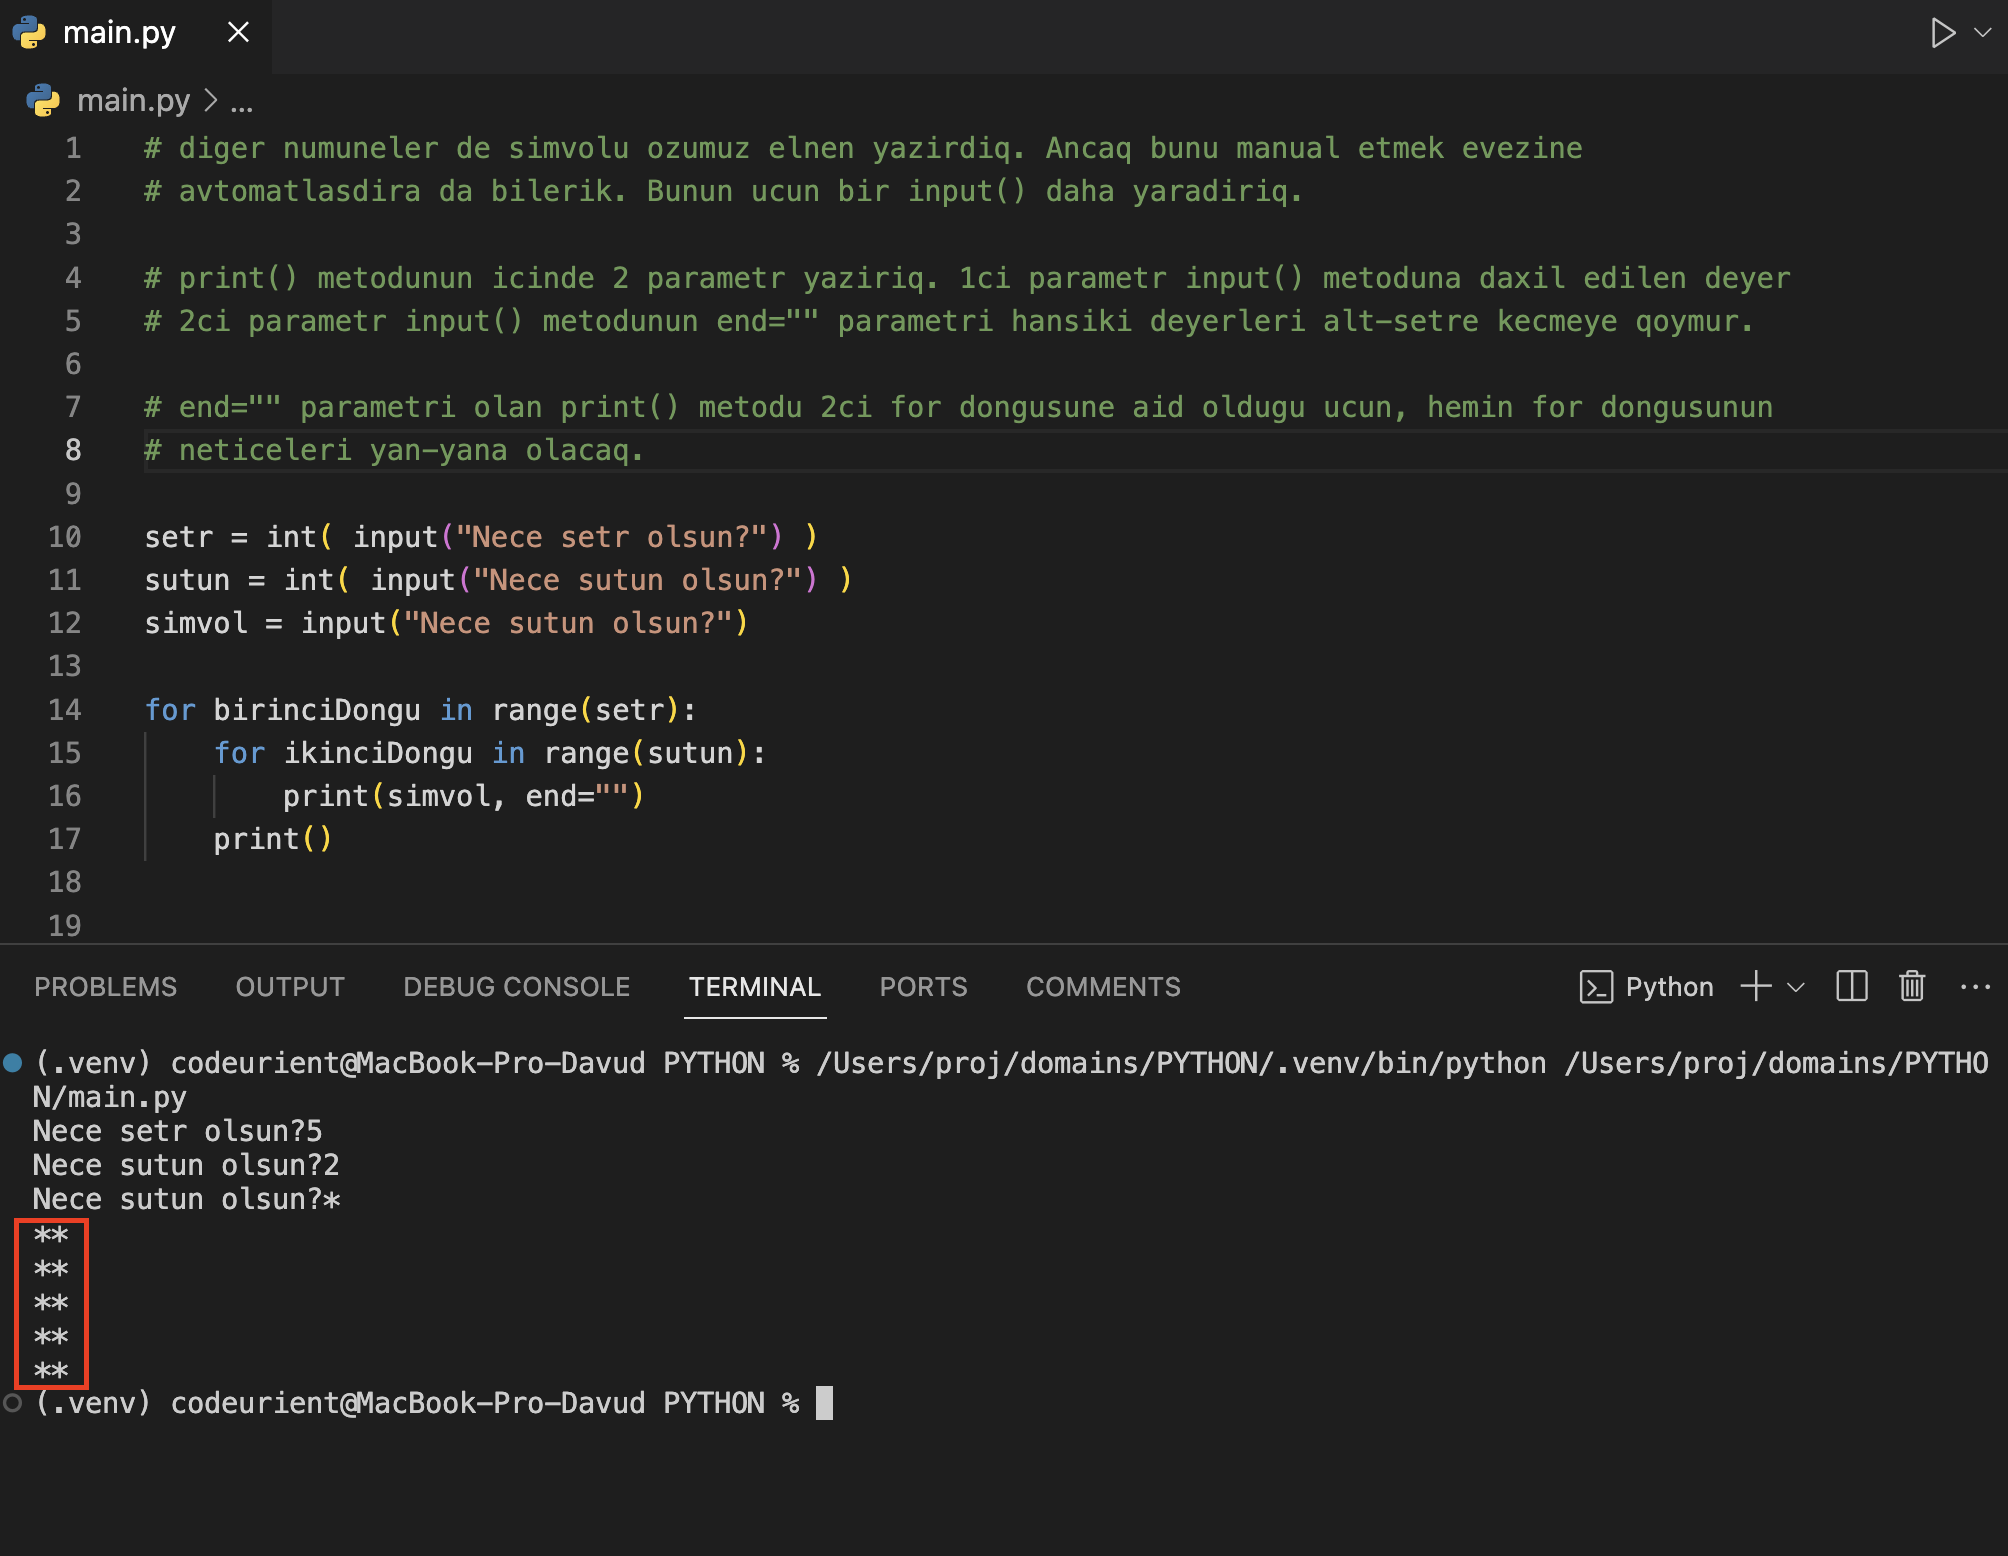 main.py
main.py > ...
1 # diger numuneler de simvolu ozumuz elnen yazirdiq. Ancaq bunu manual etmek evezine
2 # avtomatlasdira da bilerik. Bunun ucun bir input() daha yaradiriq.
3
4 # print() metodunun icinde 2 parametr yaziriq. 1ci parametr input() metoduna daxil edilen deyer
5 # 2ci parametr input() metodunun end="" parametri hansiki deyerleri alt-setre kecmeye qoymur.
6
7 # end="" parametri olan print() metodu 2ci for dongusune aid oldugu ucun, hemin for dongusunun
8 # neticeleri yan-yana olacaq.
9
10 setr = int( input("Nece setr olsun?") )
11 sutun = int( input("Nece sutun olsun?") )
12 simvol = input("Nece sutun olsun?")
13
14 for birinciDongu in range(setr):
15     for ikinciDongu in range(sutun):
16         print(simvol, end="")
17     print()
18
19
PROBLEMS OUTPUT DEBUG CONSOLE TERMINAL PORTS COMMENTS Python
(.venv) codeurient@MacBook-Pro-Davud PYTHON % /Users/proj/domains/PYTHON/.venv/bin/python /Users/proj/domains/PYTHO
N/main.py
Nece setr olsun?5
Nece sutun olsun?2
Nece sutun olsun?*
**
**
**
**
**
(.venv) codeurient@MacBook-Pro-Davud PYTHON %